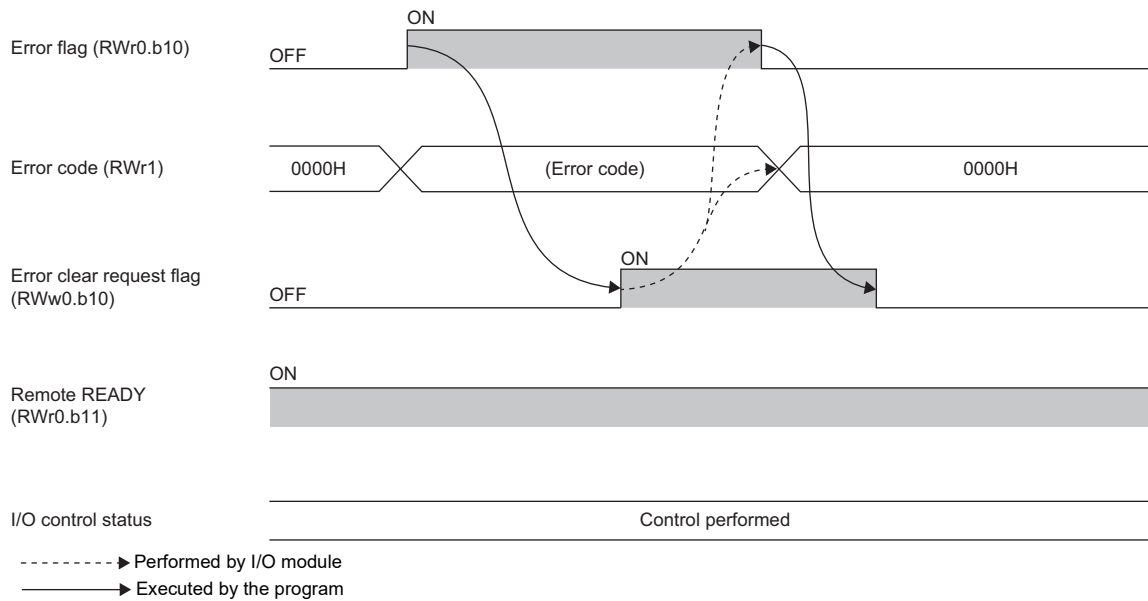 ON
Error flag (RWr0.b10)
OFF
Error code (RWr1)
0000H
(Error code)
0000H
ON
Error clear request flag
(RWw0.b10)
OFF
ON
Remote READY
(RWr0.b11)
I/O control status
Control performed
Performed by I/O module
Executed by the program